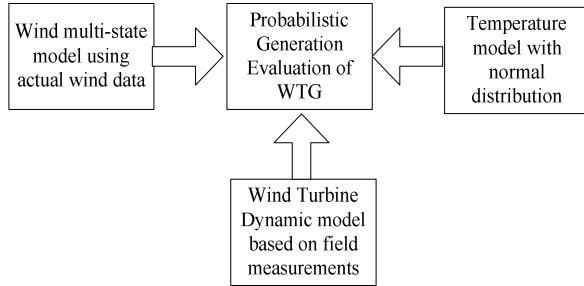 Wind multi-state
model using
actual wind data
Probabilistic
Generation
Evaluation of
WTG
Temperature
model with
normal
distribution
Wind Turbine
Dynamic model
based on field
measurements